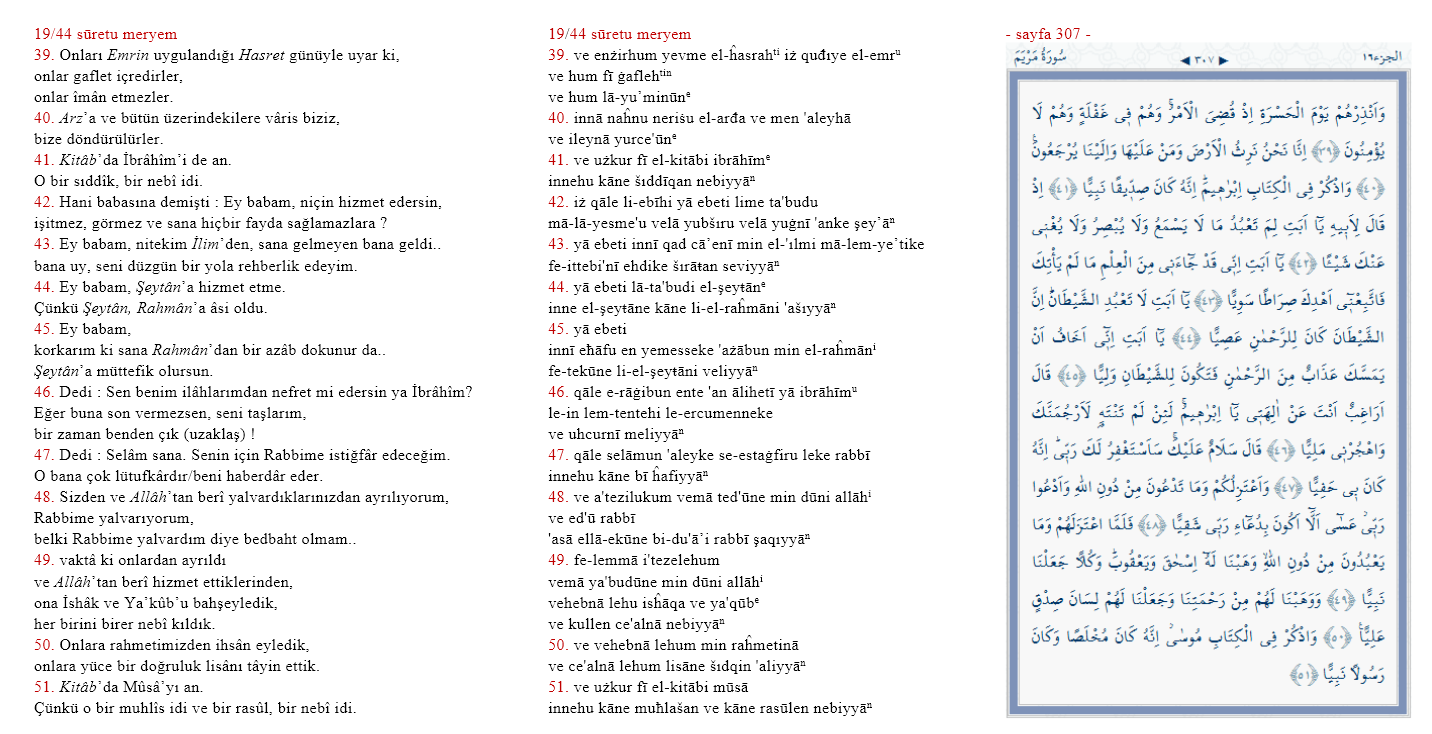 19/44 sūretu meryem
39. Onları Emrin uygulandığı Hasret günüyle uyar ki,
onlar gaflet içredirler,
onlar îmân etmezler.
40. Arz’a ve bütün üzerindekilere vâris biziz,
bize döndürülürler.
41. Kitâb’da İbrâhîm’i de an.
O bir sıddîk, bir nebî idi.
42. Hani babasına demişti : Ey babam, niçin hizmet edersin,
işitmez, görmez ve sana hiçbir fayda sağlamazlara ?
43. Ey babam, nitekim İlim’den, sana gelmeyen bana geldi..
bana uy, seni düzgün bir yola rehberlik edeyim.
44. Ey babam, Şeytân’a hizmet etme.
Çünkü Şeytân, Rahmân’a âsi oldu.
45. Ey babam,
korkarım ki sana Rahmân’dan bir azâb dokunur da..
Şeytân’a müttefik olursun.
46. Dedi : Sen benim ilâhlarımdan nefret mi edersin ya İbrâhîm?
Eğer buna son vermezsen, seni taşlarım,
bir zaman benden çık (uzaklaş) !
47. Dedi : Selâm sana. Senin için Rabbime istiğfâr edeceğim.
O bana çok lütufkârdır/beni haberdâr eder.
48. Sizden ve Allâh’tan berî yalvardıklarınızdan ayrılıyorum,
Rabbime yalvarıyorum,
belki Rabbime yalvardım diye bedbaht olmam..
49. vaktâ ki onlardan ayrıldı
ve Allâh’tan berî hizmet ettiklerinden,
ona İshâk ve Ya’kûb’u bahşeyledik,
her birini birer nebî kıldık.
50. Onlara rahmetimizden ihsân eyledik,
onlara yüce bir doğruluk lisânı tâyin ettik.
51. Kitâb’da Mûsâ’yı an.
Çünkü o bir muhlîs idi ve bir rasûl, bir nebî idi.
19/44 sūretu meryem
39. ve enżirhum yevme el-ĥasrahᵗⁱ iż quđıye el-emrᵘ
ve hum fī ġaflehᵗⁱⁿ
ve hum lā-yu’minūnᵉ
40. innā naĥnu neriŝu el-arđa ve men 'aleyhā
ve ileynā yurce'ūnᵉ
41. ve użkur fī el-kitābi ibrāhīmᵉ
innehu kāne šıddīqan nebiyyāⁿ
42. iż qāle li-ebīhi yā ebeti lime ta'budu
mā-lā-yesme'u velā yubšıru velā yuġnī 'anke şey’āⁿ
43. yā ebeti innī qad cā’enī min el-'ılmi mā-lem-ye’tike
fe-ittebi'nī ehdike šırāŧan seviyyāⁿ
44. yā ebeti lā-ta'budi el-şeyŧāneᵉ
inne el-şeyŧāne kāne li-el-raĥmāni 'ašıyyāⁿ
45. yā ebeti
innī eħāfu en yemesseke 'ażābun min el-raĥmānⁱ
fe-tekūne li-el-şeyŧāni veliyyāⁿ
46. qāle e-rāġibun ente 'an ālihetī yā ibrāhīmᵘ
le-in lem-tentehi le-ercumenneke
ve uhcurnī meliyyāⁿ
47. qāle selāmun 'aleyke se-estaġfiru leke rabbī
innehu kāne bī ĥafiyyāⁿ
48. ve a'tezilukum vemā ted'ūne min dūni allāhⁱ
ve ed'ū rabbī
'asā ellā-ekūne bi-du'ā’i rabbī şaqıyyāⁿ
49. fe-lemmā i'tezelehum
vemā ya'budūne min dūni allāhⁱ
vehebnā lehu isĥāqa ve ya'qūbᵉ
ve kullen ce'alnā nebiyyāⁿ
50. ve vehebnā lehum min raĥmetinā
ve ce'alnā lehum lisāne šıdqin 'aliyyāⁿ
51. ve użkur fī el-kitābi mūsā
innehu kāne muħlašan ve kāne rasūlen nebiyyāⁿ
- sayfa 307 -
الجزء ١٦ ◀ ٣٠٧ ▶ سُورَةُ مَرْيَمَ
وَاَنْذِرْهُمْ يَوْمَ الْحَسْرَةِ اِذْ قُضِيَ الْاَمْرُۢ وَهُمْ ف۪ي غَفْلَةٍ وَهُمْ لَا
يُؤْمِنُونَ ﴿٣٩﴾ اِنَّا نَحْنُ نَرِثُ الْاَرْضَ وَمَنْ عَلَيْهَا وَاِلَيْنَا يُرْجَعُونَ۟
﴿٤٠﴾ وَاذْكُرْ فِي الْكِتَابِ اِبْرٰه۪يمَۜ اِنَّهُ كَانَ صِدّ۪يقًا نَبِيًّا ﴿٤١﴾ اِذْ
قَالَ لِاَب۪يهِ يَٓا اَبَتِ لِمَ تَعْبُدُ مَا لَا يَسْمَعُ وَلَا يُبْصِرُ وَلَا يُغْن۪ي
عَنْكَ شَيْـًٔا ﴿٤٢﴾ يَٓا اَبَتِ اِنّ۪ي قَدْ جَٓاءَن۪ي مِنَ الْعِلْمِ مَا لَمْ يَأْتِكَ
فَاتَّبِعْن۪ٓي اَهْدِكَ صِرَاطًا سَوِيًّا ﴿٤٣﴾ يَٓا اَبَتِ لَا تَعْبُدِ الشَّيْطَانَۜ اِنَّ
الشَّيْطَانَ كَانَ لِلرَّحْمٰنِ عَصِيًّا ﴿٤٤﴾ يَٓا اَبَتِ اِنّ۪ٓي اَخَافُ اَنْ
يَمَسَّكَ عَذَابٌ مِنَ الرَّحْمٰنِ فَتَكُونَ لِلشَّيْطَانِ وَلِيًّا ﴿٤٥﴾ قَالَ
اَرَاغِبٌ اَنْتَ عَنْ اٰلِهَت۪ي يَٓا اِبْرٰه۪يمُۚ لَئِنْ لَمْ تَنْتَهِ لَاَرْجُمَنَّكَ
وَاهْجُرْن۪ي مَلِيًّا ﴿٤٦﴾ قَالَ سَلَامٌ عَلَيْكَۚ سَاَسْتَغْفِرُ لَكَ رَبّ۪يۜ اِنَّهُ
كَانَ ب۪ي حَفِيًّا ﴿٤٧﴾ وَاَعْتَزِلُكُمْ وَمَا تَدْعُونَ مِنْ دُونِ اللّٰهِ وَاَدْعُوا
رَبّ۪يۘ عَسٰٓى اَلَّٓا اَكُونَ بِدُعَٓاءِ رَبّ۪ي شَقِيًّا ﴿٤٨﴾ فَلَمَّا اعْتَزَلَهُمْ وَمَا
يَعْبُدُونَ مِنْ دُونِ اللّٰهِۙ وَهَبْنَا لَهُٓ اِسْحٰقَ وَيَعْقُوبَۜ وَكُلًّا جَعَلْنَا
نَبِيًّا ﴿٤٩﴾ وَوَهَبْنَا لَهُمْ مِنْ رَحْمَتِنَا وَجَعَلْنَا لَهُمْ لِسَانَ صِدْقٍ
عَلِيًّا۟ ﴿٥٠﴾ وَاذْكُرْ فِي الْكِتَابِ مُوسٰىۘ اِنَّهُ كَانَ مُخْلَصًا وَكَانَ
رَسُولًا نَبِيًّا ﴿٥١﴾